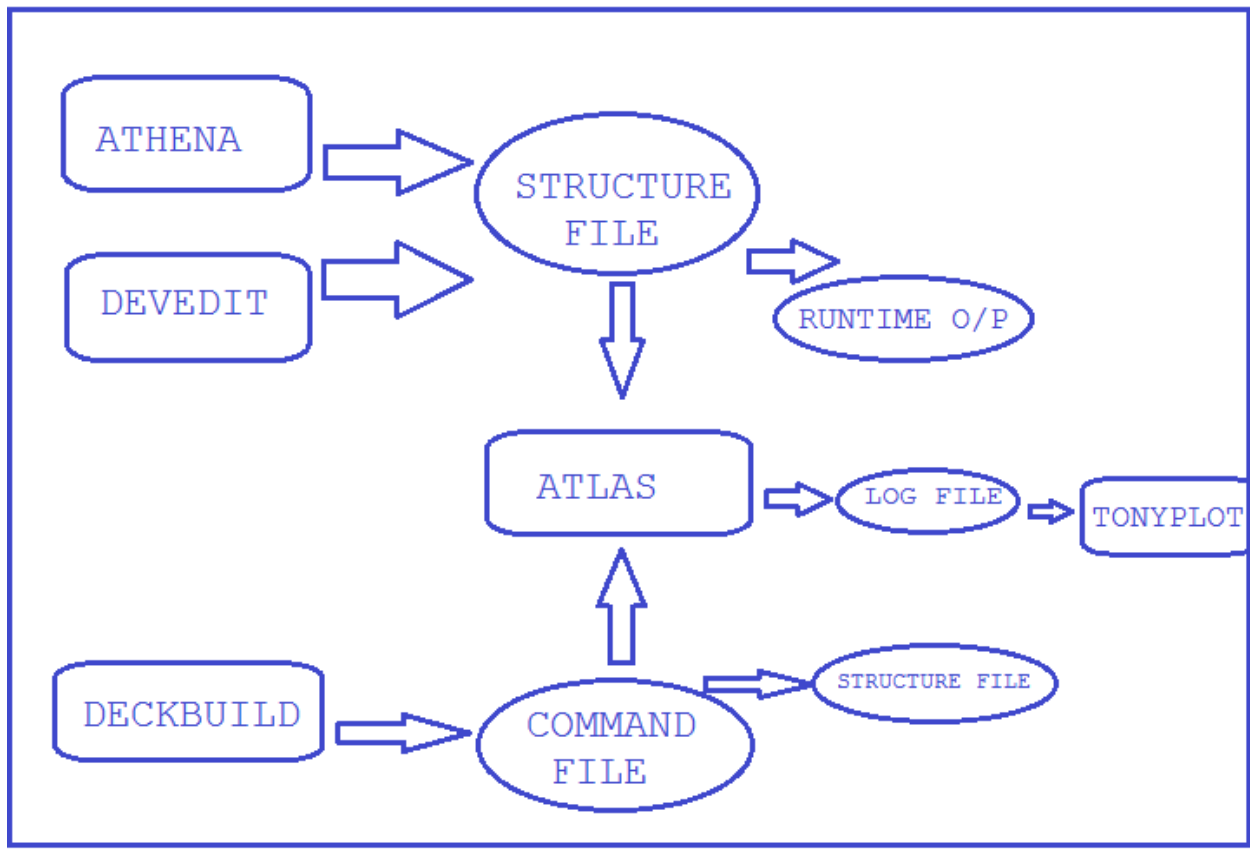 ATHENA
STRUCTURE
FILE
DEVEDIT
RUNTIME O/P
ATLAS
LOG FILE
TONYPLOT
DECKBUILD
COMMAND
FILE
STRUCTURE FILE